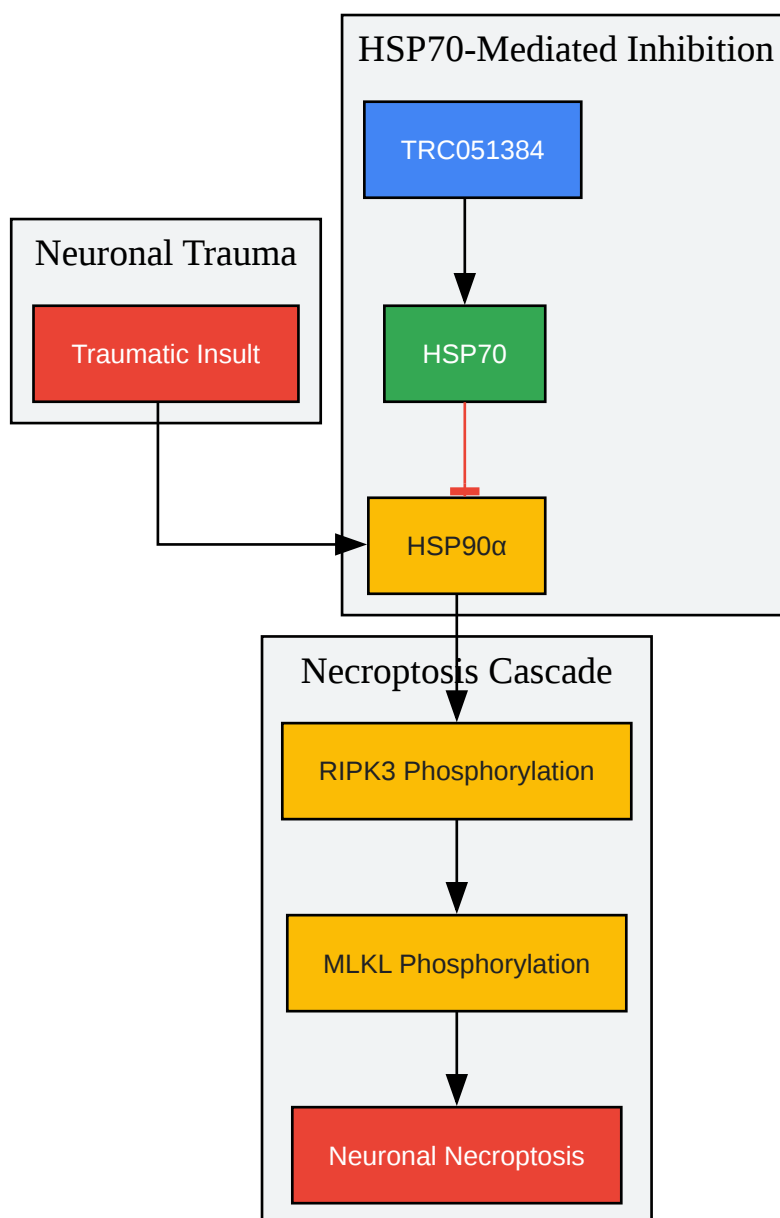 HSP70-Mediated Inhibition
TRC051384
Neuronal Trauma
Traumatic Insult
HSP70
HSP90α
Necroptosis Cascade
RIPK3 Phosphorylation
MLKL Phosphorylation
Neuronal Necroptosis